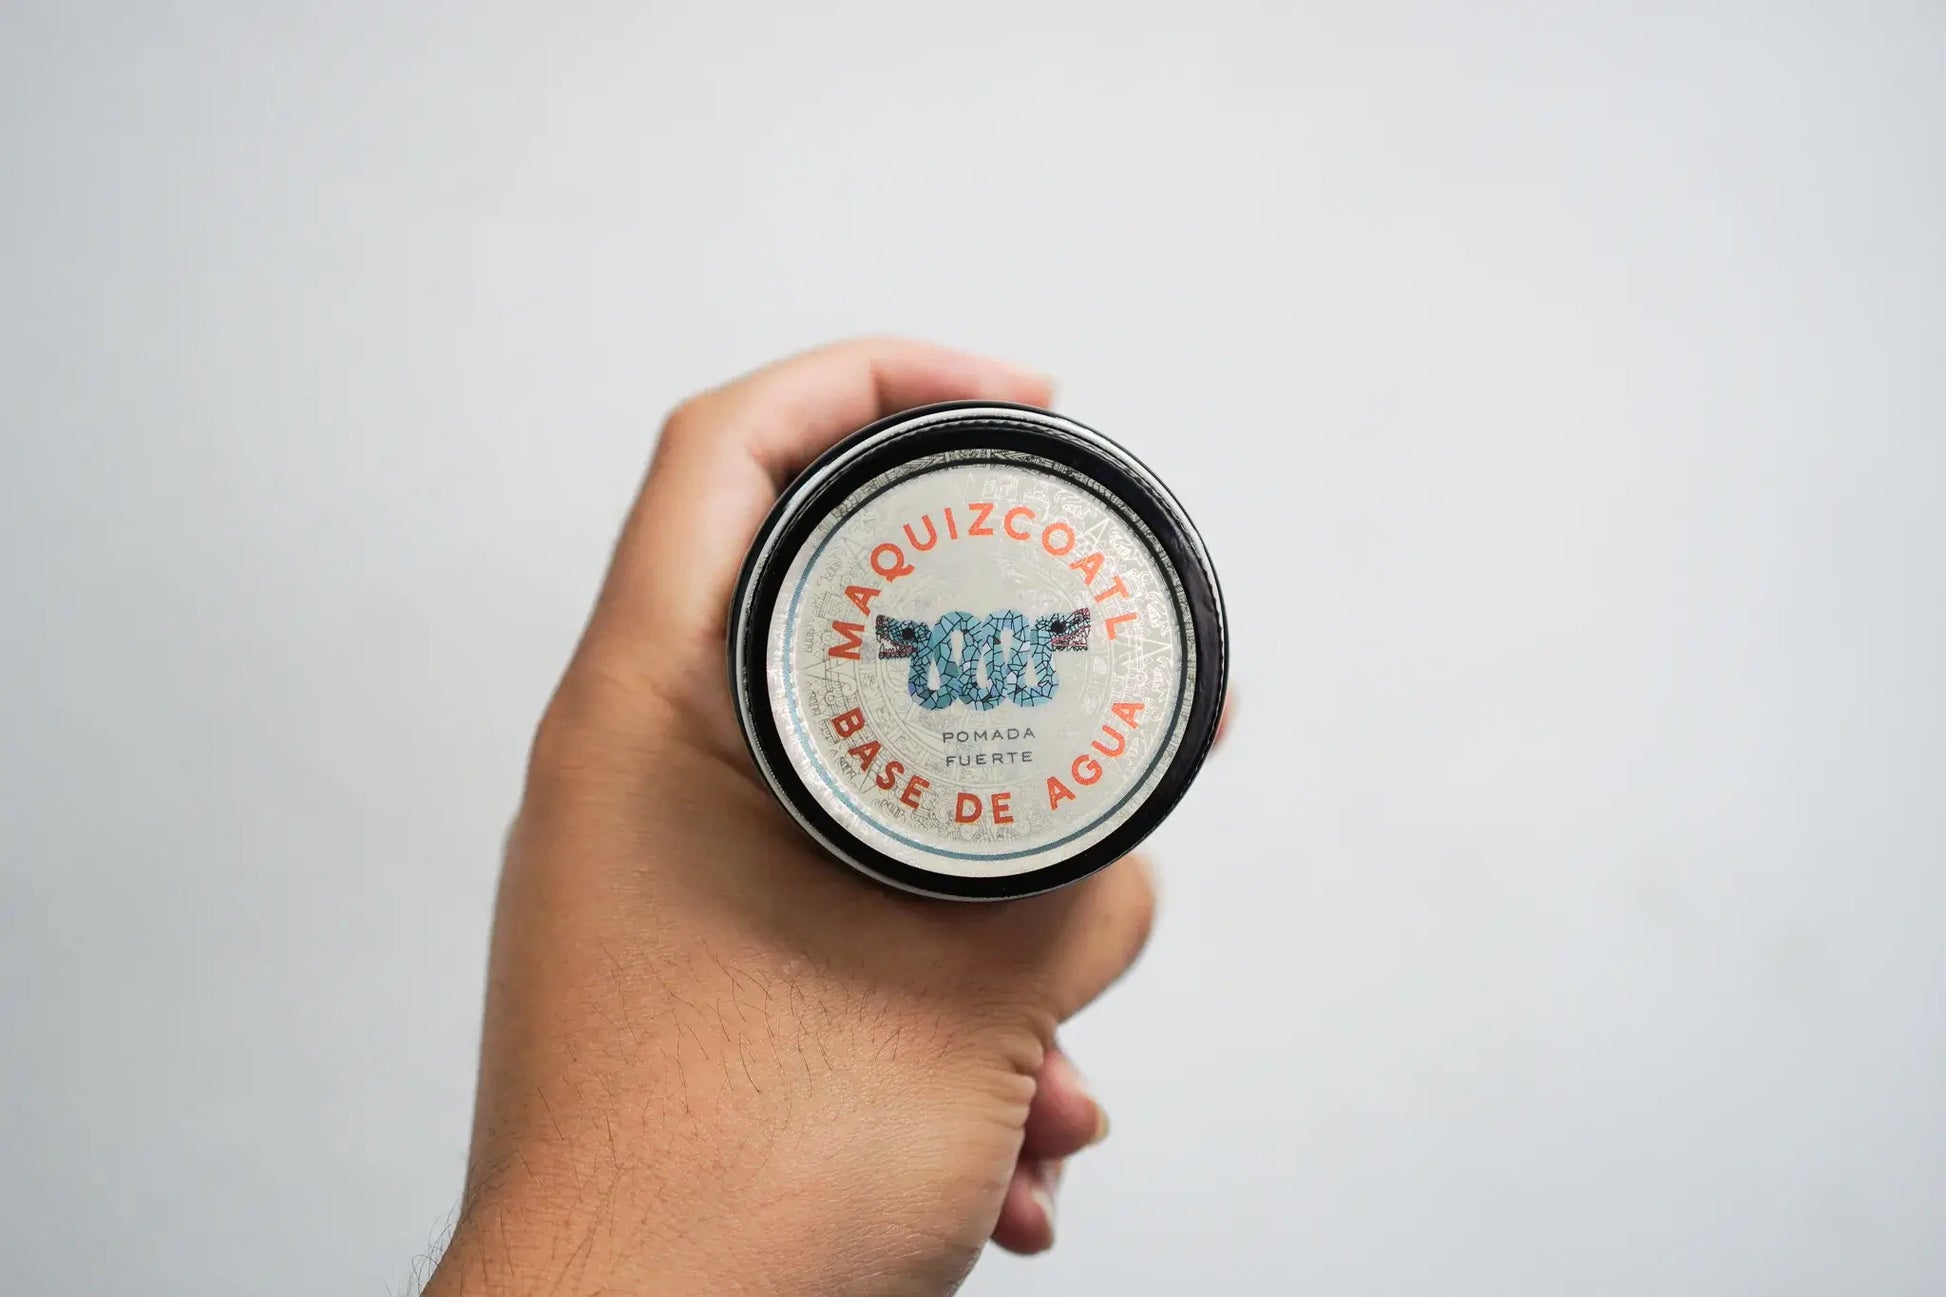 MAQUIZCOATL
POMADA
FUERTE
BASE DE AGUA